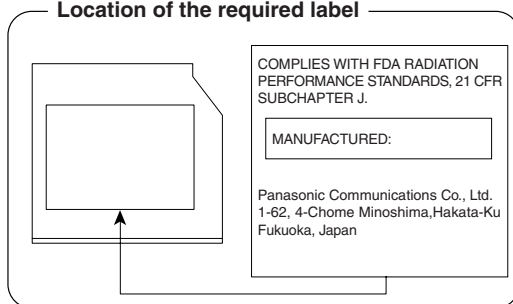 Location of the required label
COMPLIES WITH FDA RADIATION
PERFORMANCE STANDARDS, 21 CFR
SUBCHAPTER J.
MANUFACTURED:
Panasonic Communications Co., Ltd.
1-62, 4-Chome Minoshima,Hakata-Ku
Fukuoka, Japan